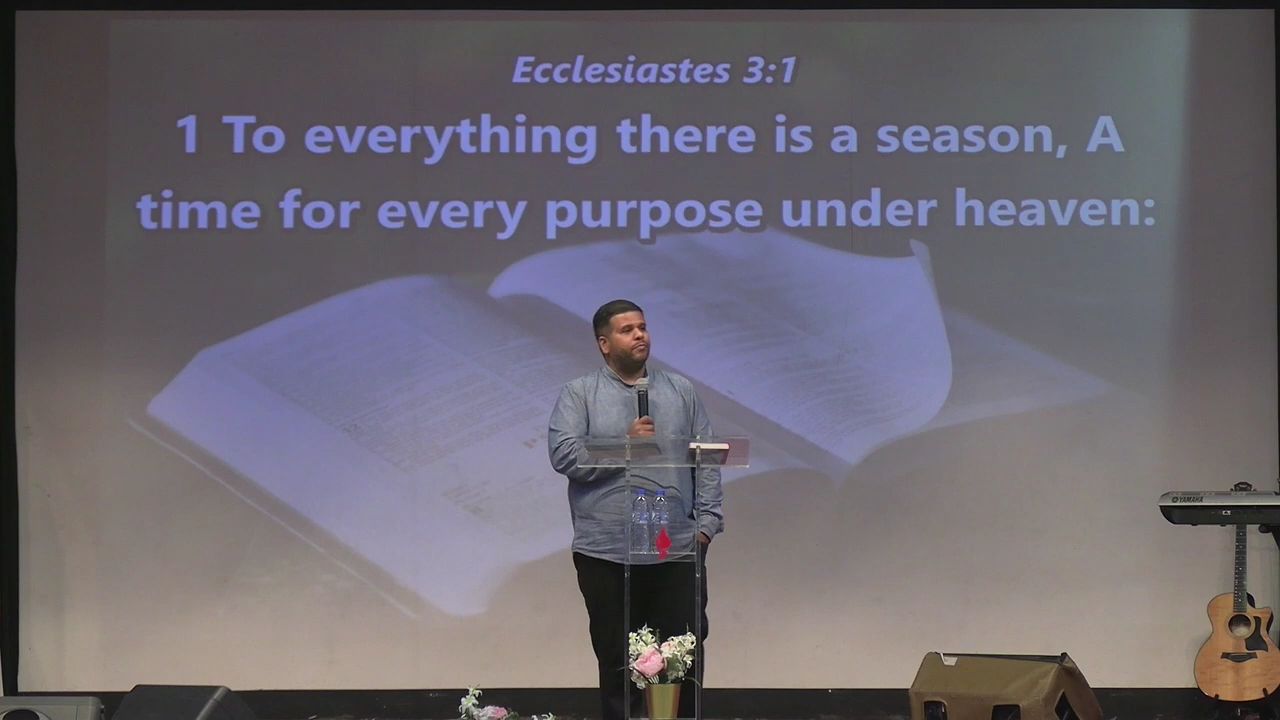 Ecclesiastes 3:1
1 To everything there is a season, A
time for every purpose under heaven:
YAMAHA